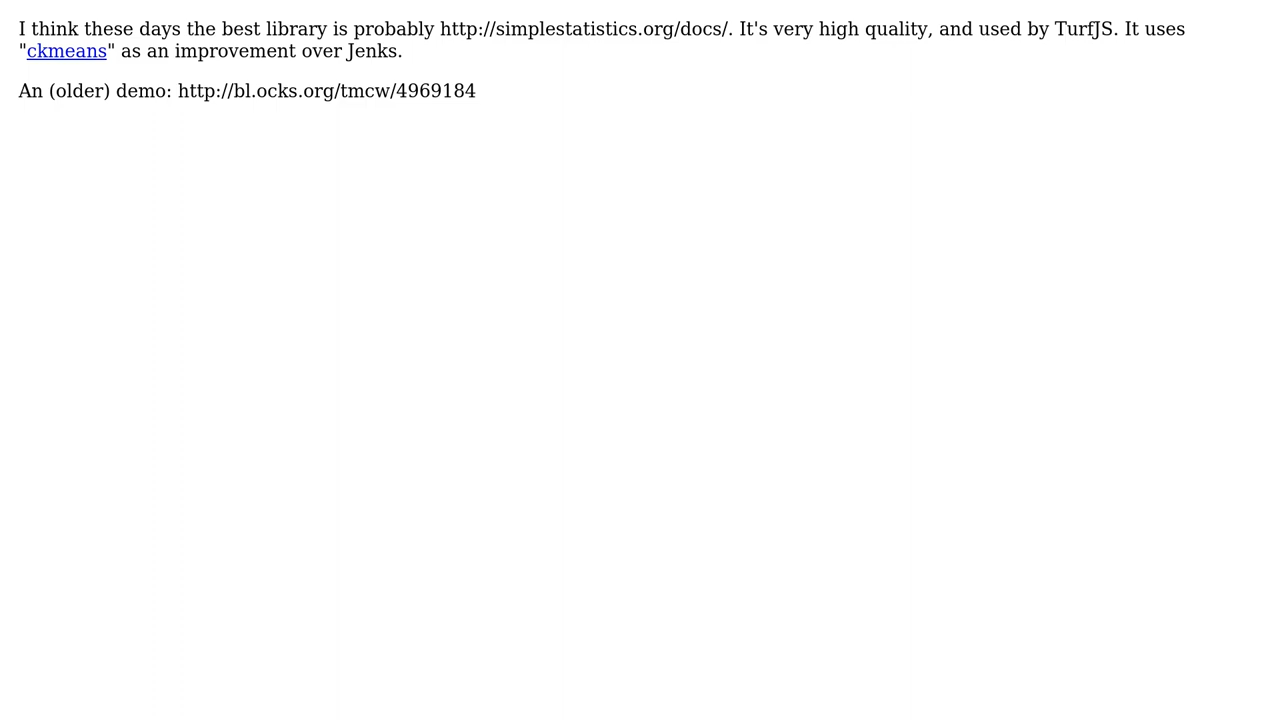 I think these days the best library is probably http://simplestatistics.org/docs/. It's very high quality, and used by TurfJS. It uses
"ckmeans" as an improvement over Jenks.
An (older) demo: http://bl.ocks.org/tmcw/4969184